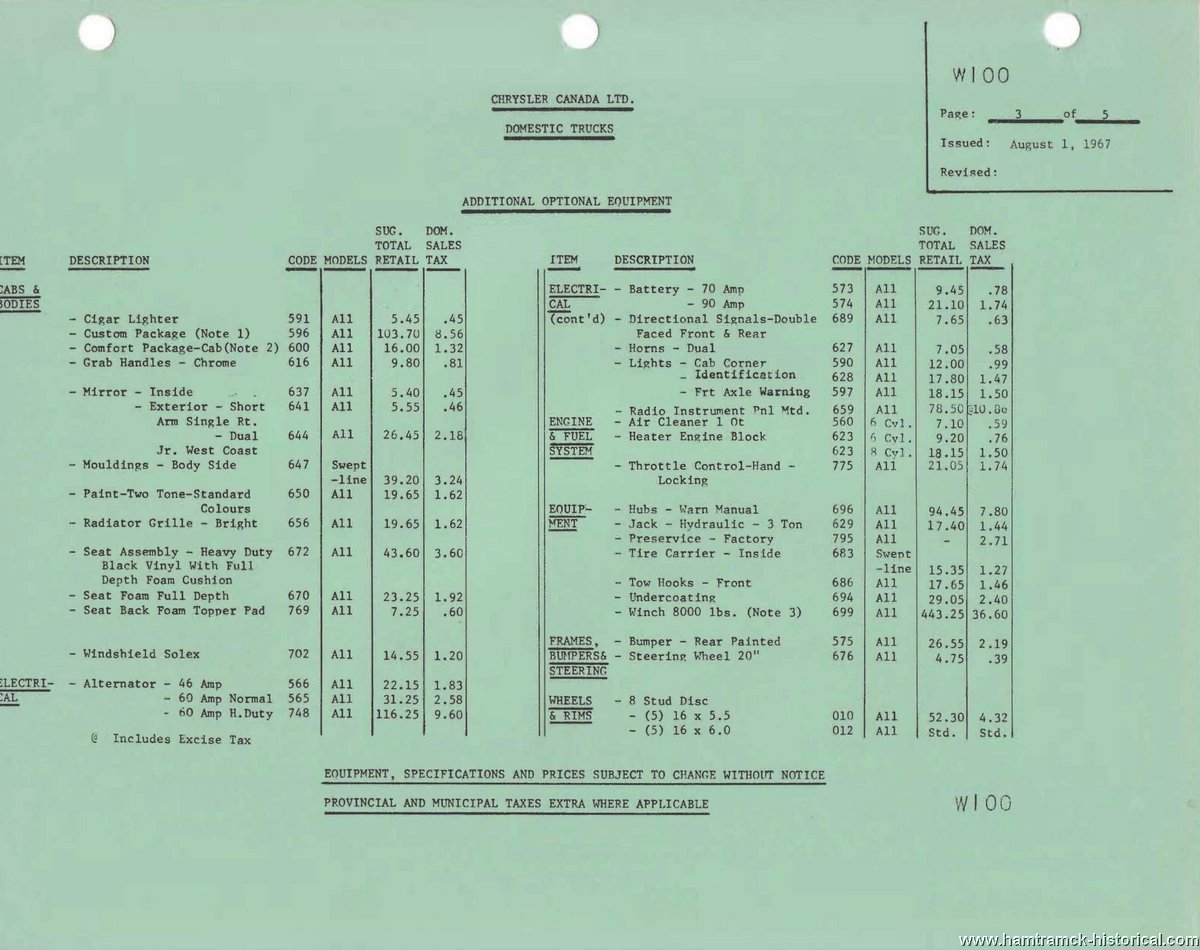 W100
Page: 3 of 5
Issued: August 1, 1967
Revised:
CHRYSLER CANADA LTD.
DOMESTIC TRUCKS
ADDITIONAL OPTIONAL EQUIPMENT
SUG. DOM.
TOTAL SALES
ITEM DESCRIPTION CODE MODELS RETAIL TAX
CABS &
BODIES
- Cigar Lighter 591 All 5.45 .45
- Custom Package (Note 1) 596 All 103.70 8.56
- Comfort Package-Cab(Note 2) 600 All 16.00 1.32
- Grab Handles - Chrome 616 All 9.80 .81
- Mirror - Inside 637 All 5.40 .45
- Exterior - Short 641 All 5.55 .46
Arm Single Rt.
- Dual 644 All 26.45 2.18
Jr. West Coast
- Mouldings - Body Side 647 Swept
-line 39.20 3.24
- Paint-Two Tone-Standard 650 All 19.65 1.62
Colours
- Radiator Grille - Bright 656 All 19.65 1.62
- Seat Assembly - Heavy Duty 672 All 43.60 3.60
Black Vinyl With Full
Depth Foam Cushion
- Seat Foam Full Depth 670 All 23.25 1.92
- Seat Back Foam Topper Pad 769 All 7.25 .60
- Windshield Solex 702 All 14.55 1.20
ELECTRI- - Alternator - 46 Amp 566 All 22.15 1.83
CAL - 60 Amp Normal 565 All 31.25 2.58
- 60 Amp H.Duty 748 All 116.25 9.60
@ Includes Excise Tax
SUG. DOM.
TOTAL SALES
ITEM DESCRIPTION CODE MODELS RETAIL TAX
ELECTRI- - Battery - 70 Amp 573 All 9.45 .78
CAL - 90 Amp 574 All 21.10 1.74
(cont'd) - Directional Signals-Double 689 All 7.65 .63
Faced Front & Rear
- Horns - Dual 627 All 7.05 .58
- Lights - Cab Corner 590 All 12.00 .99
- Identification 628 All 17.80 1.47
- Frt Axle Warning 597 All 18.15 1.50
- Radio Instrument Pnl Mtd. 659 All 78.50 @10.80
ENGINE - Air Cleaner 1 Qt 560 6 Cyl. 7.10 .59
& FUEL - Heater Engine Block 623 6 Cyl. 9.20 .76
SYSTEM 623 8 Cyl. 18.15 1.50
- Throttle Control-Hand - 775 All 21.05 1.74
Locking
EQUIP- - Hubs - Warn Manual 696 All 94.45 7.80
MENT - Jack - Hydraulic - 3 Ton 629 All 17.40 1.44
- Preservice - Factory 795 All - 2.71
- Tire Carrier - Inside 683 Swept
-line 15.35 1.27
- Tow Hooks - Front 686 All 17.65 1.46
- Undercoating 694 All 29.05 2.40
- Winch 8000 lbs. (Note 3) 699 All 443.25 36.60
FRAMES, - Bumper - Rear Painted 575 All 26.55 2.19
BUMPERS& - Steering Wheel 20" 676 All 4.75 .39
STEERING
WHEELS - 8 Stud Disc
& RIMS - (5) 16 x 5.5 010 All 52.30 4.32
- (5) 16 x 6.0 012 All Std. Std.
EQUIPMENT, SPECIFICATIONS AND PRICES SUBJECT TO CHANGE WITHOUT NOTICE
PROVINCIAL AND MUNICIPAL TAXES EXTRA WHERE APPLICABLE
W100
www.hamtramck-historical.com